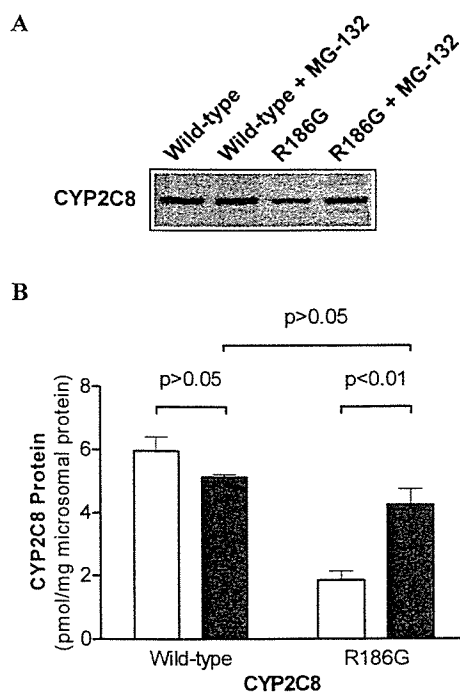 A
Wild-type
Wild-type + MG-132
R186G
R186G + MG-132
CYP2C8
B
p>0.05
p>0.05
p<0.01
CYP2C8 Protein
(pmol/mg microsomal protein)
8
6
4
2
0
Wild-type
R186G
CYP2C8